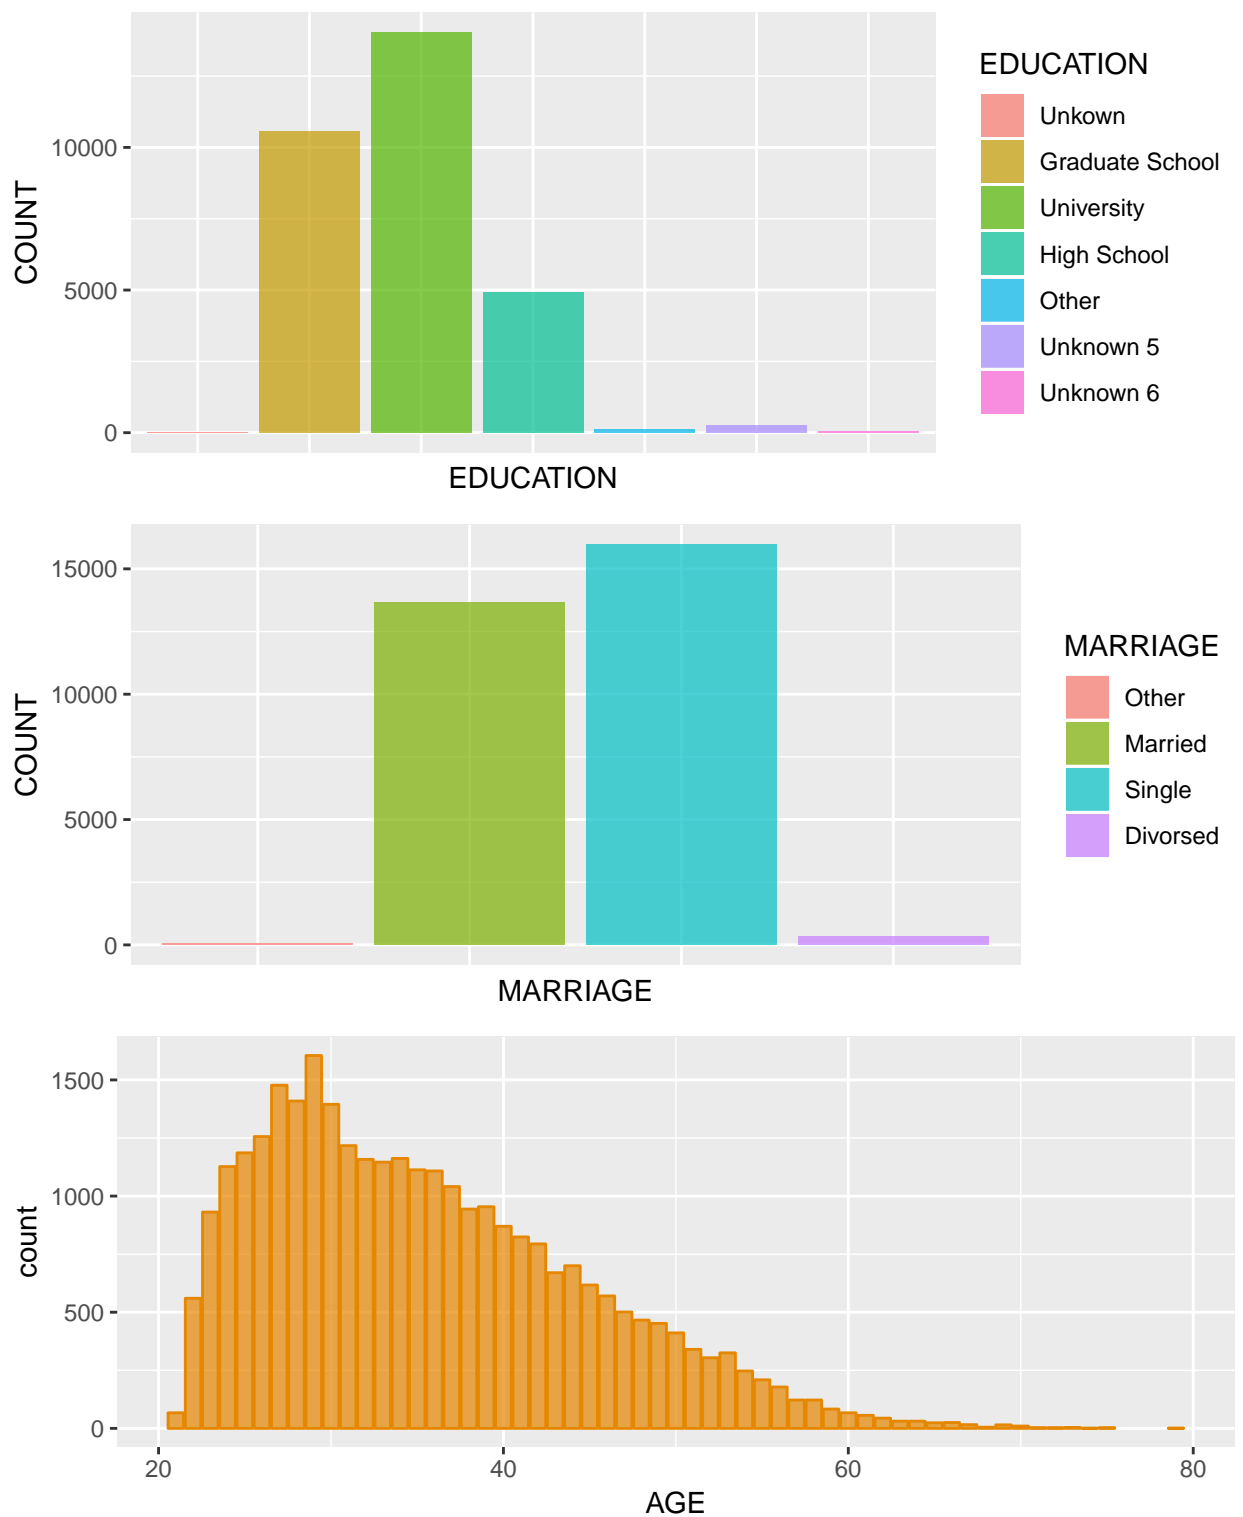 COUNT
10000
5000
0
EDUCATION
EDUCATION
Unkown
Graduate School
University
High School
Other
Unknown 5
Unknown 6
COUNT
15000
10000
5000
0
MARRIAGE
MARRIAGE
Other
Married
Single
Divorsed
count
1500
1000
500
0
20 40 60 80
AGE